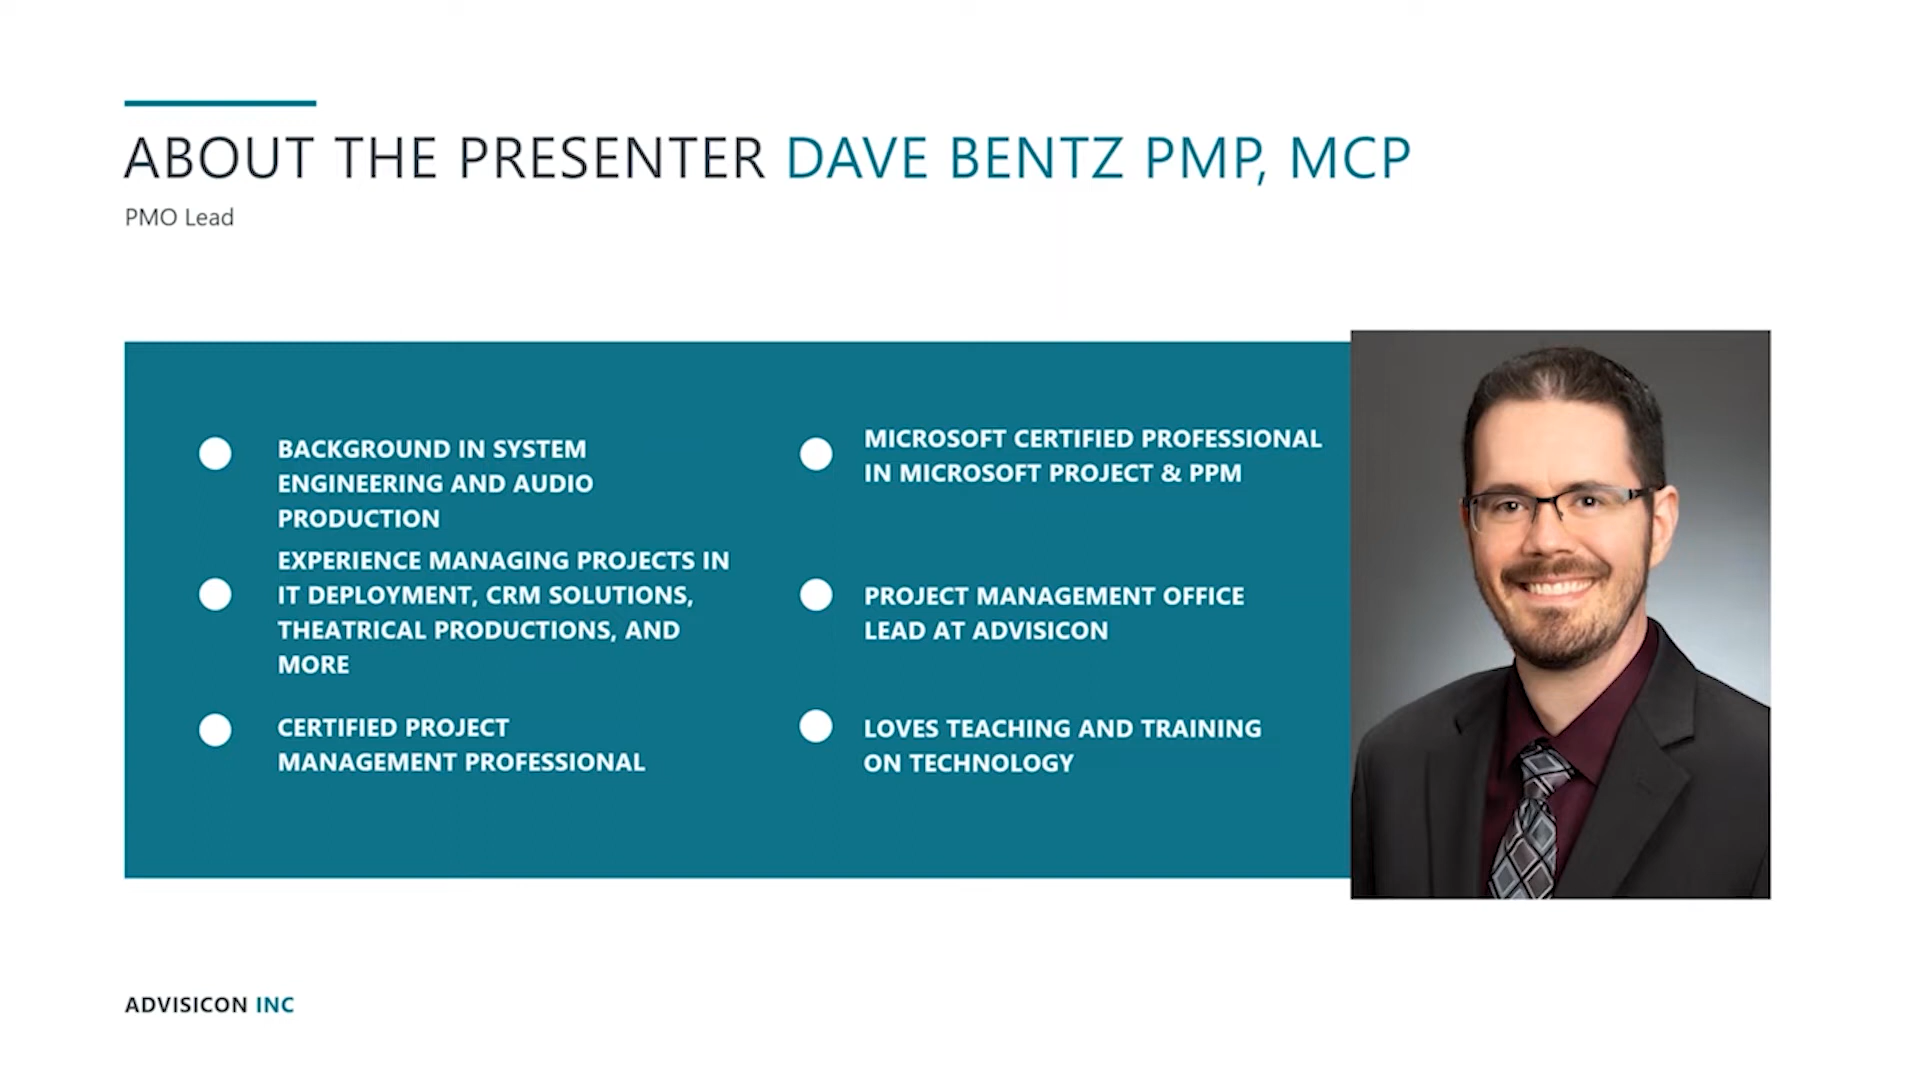 ABOUT THE PRESENTER DAVE BENTZ PMP, MCP
PMO Lead
BACKGROUND IN SYSTEM
ENGINEERING AND AUDIO
PRODUCTION
EXPERIENCE MANAGING PROJECTS IN
IT DEPLOYMENT, CRM SOLUTIONS,
THEATRICAL PRODUCTIONS, AND
MORE
CERTIFIED PROJECT
MANAGEMENT PROFESSIONAL
MICROSOFT CERTIFIED PROFESSIONAL
IN MICROSOFT PROJECT & PPM
PROJECT MANAGEMENT OFFICE
LEAD AT ADVISICON
LOVES TEACHING AND TRAINING
ON TECHNOLOGY
ADVISICON INC